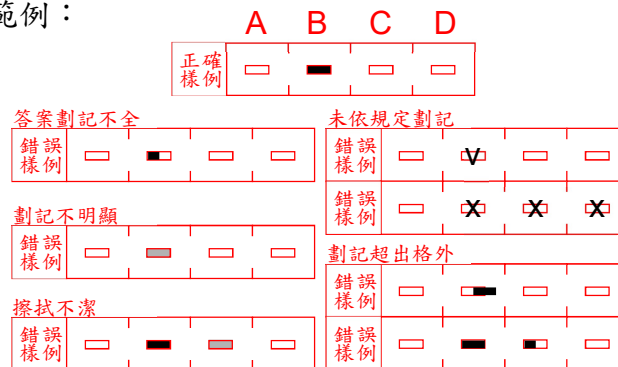 範例：
A B C D
正確
樣例
答案劃記不全
錯誤
樣例
V
未依規定劃記
錯誤
樣例
錯誤
樣例
X X X
劃記不明顯
錯誤
樣例
劃記超出格外
錯誤
樣例
擦拭不潔
錯誤
樣例
錯誤
樣例